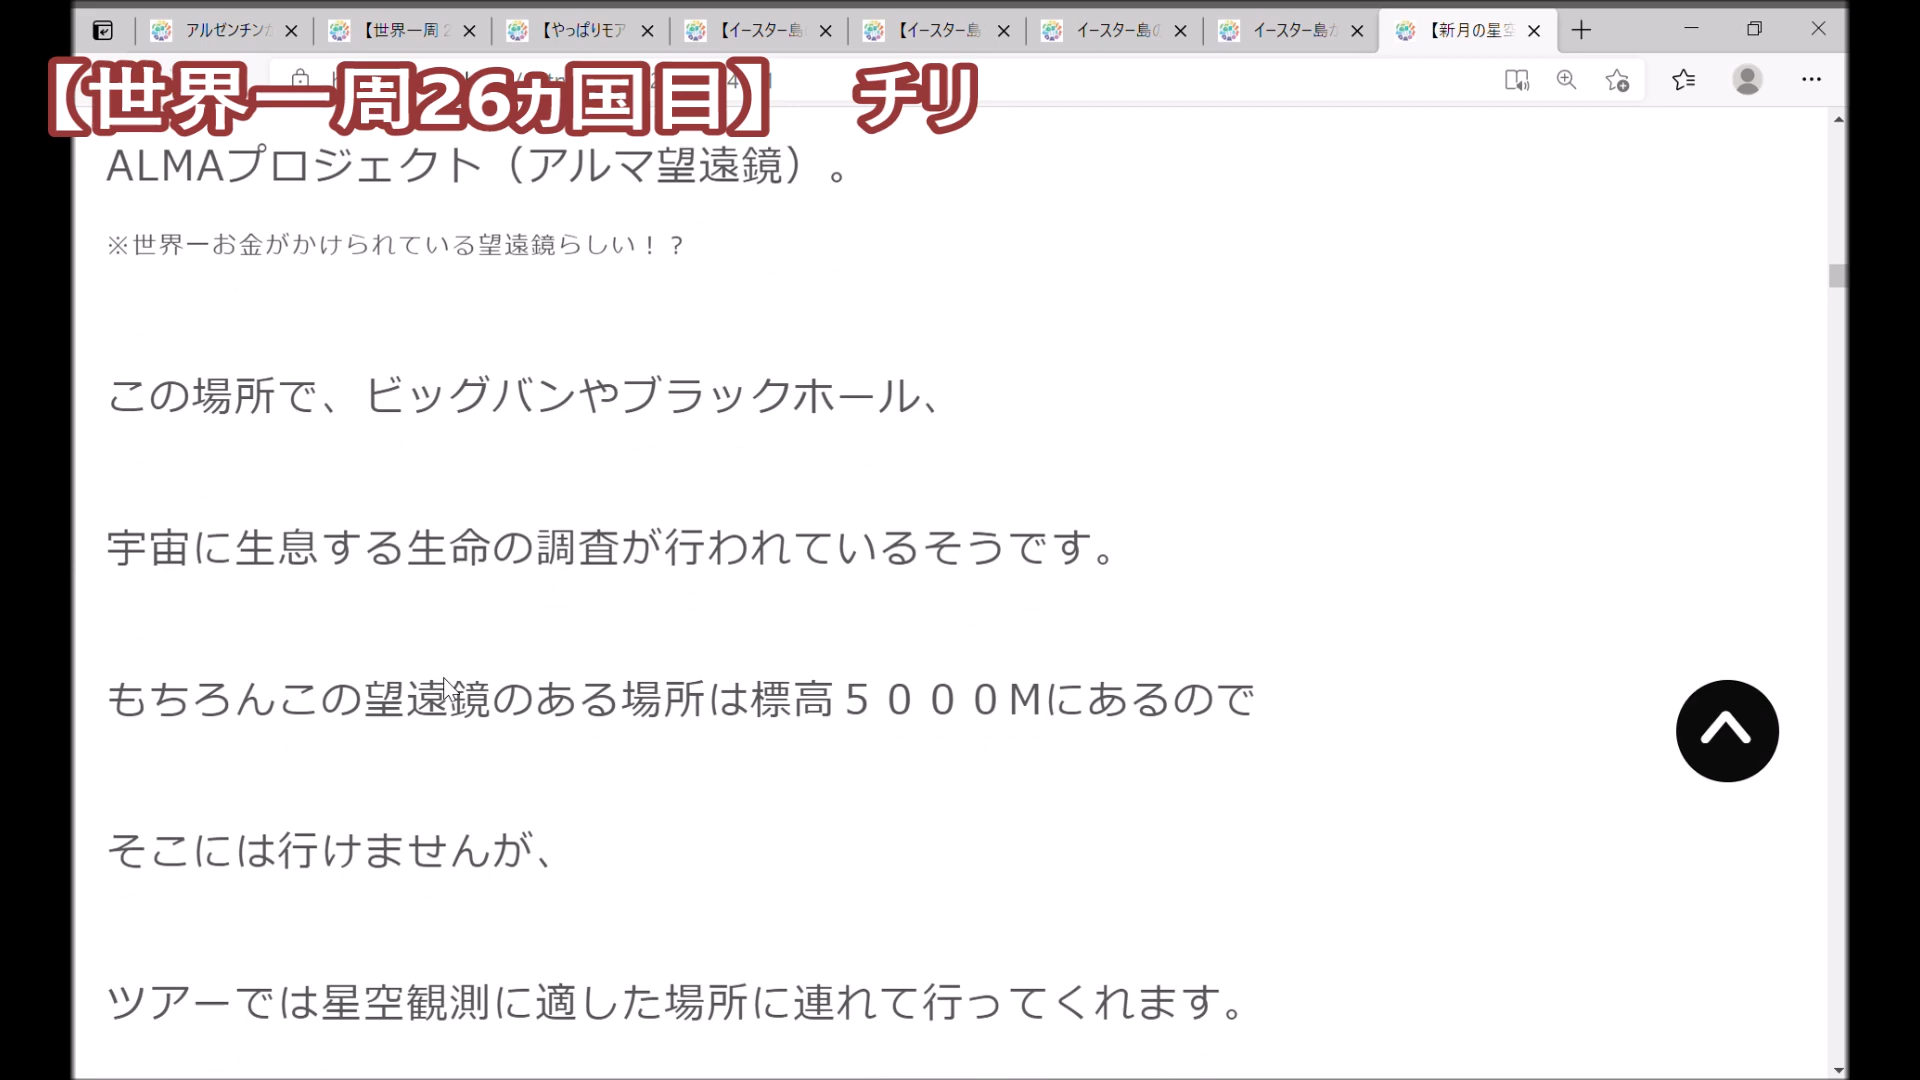 アルゼンチン
【世界一周
【やっぱりモア
【イースター島
【イースター島
イースター島の
イースター島
【新月の星空
【世界一周26ヵ国目】　チリ
ALMAプロジェクト（アルマ望遠鏡）。
※世界一お金がかけられている望遠鏡らしい！？
この場所で、ビッグバンやブラックホール、
宇宙に生息する生命の調査が行われているそうです。
もちろんこの望遠鏡のある場所は標高５０００Mにあるので
そこには行けませんが、
ツアーでは星空観測に適した場所に連れて行ってくれます。